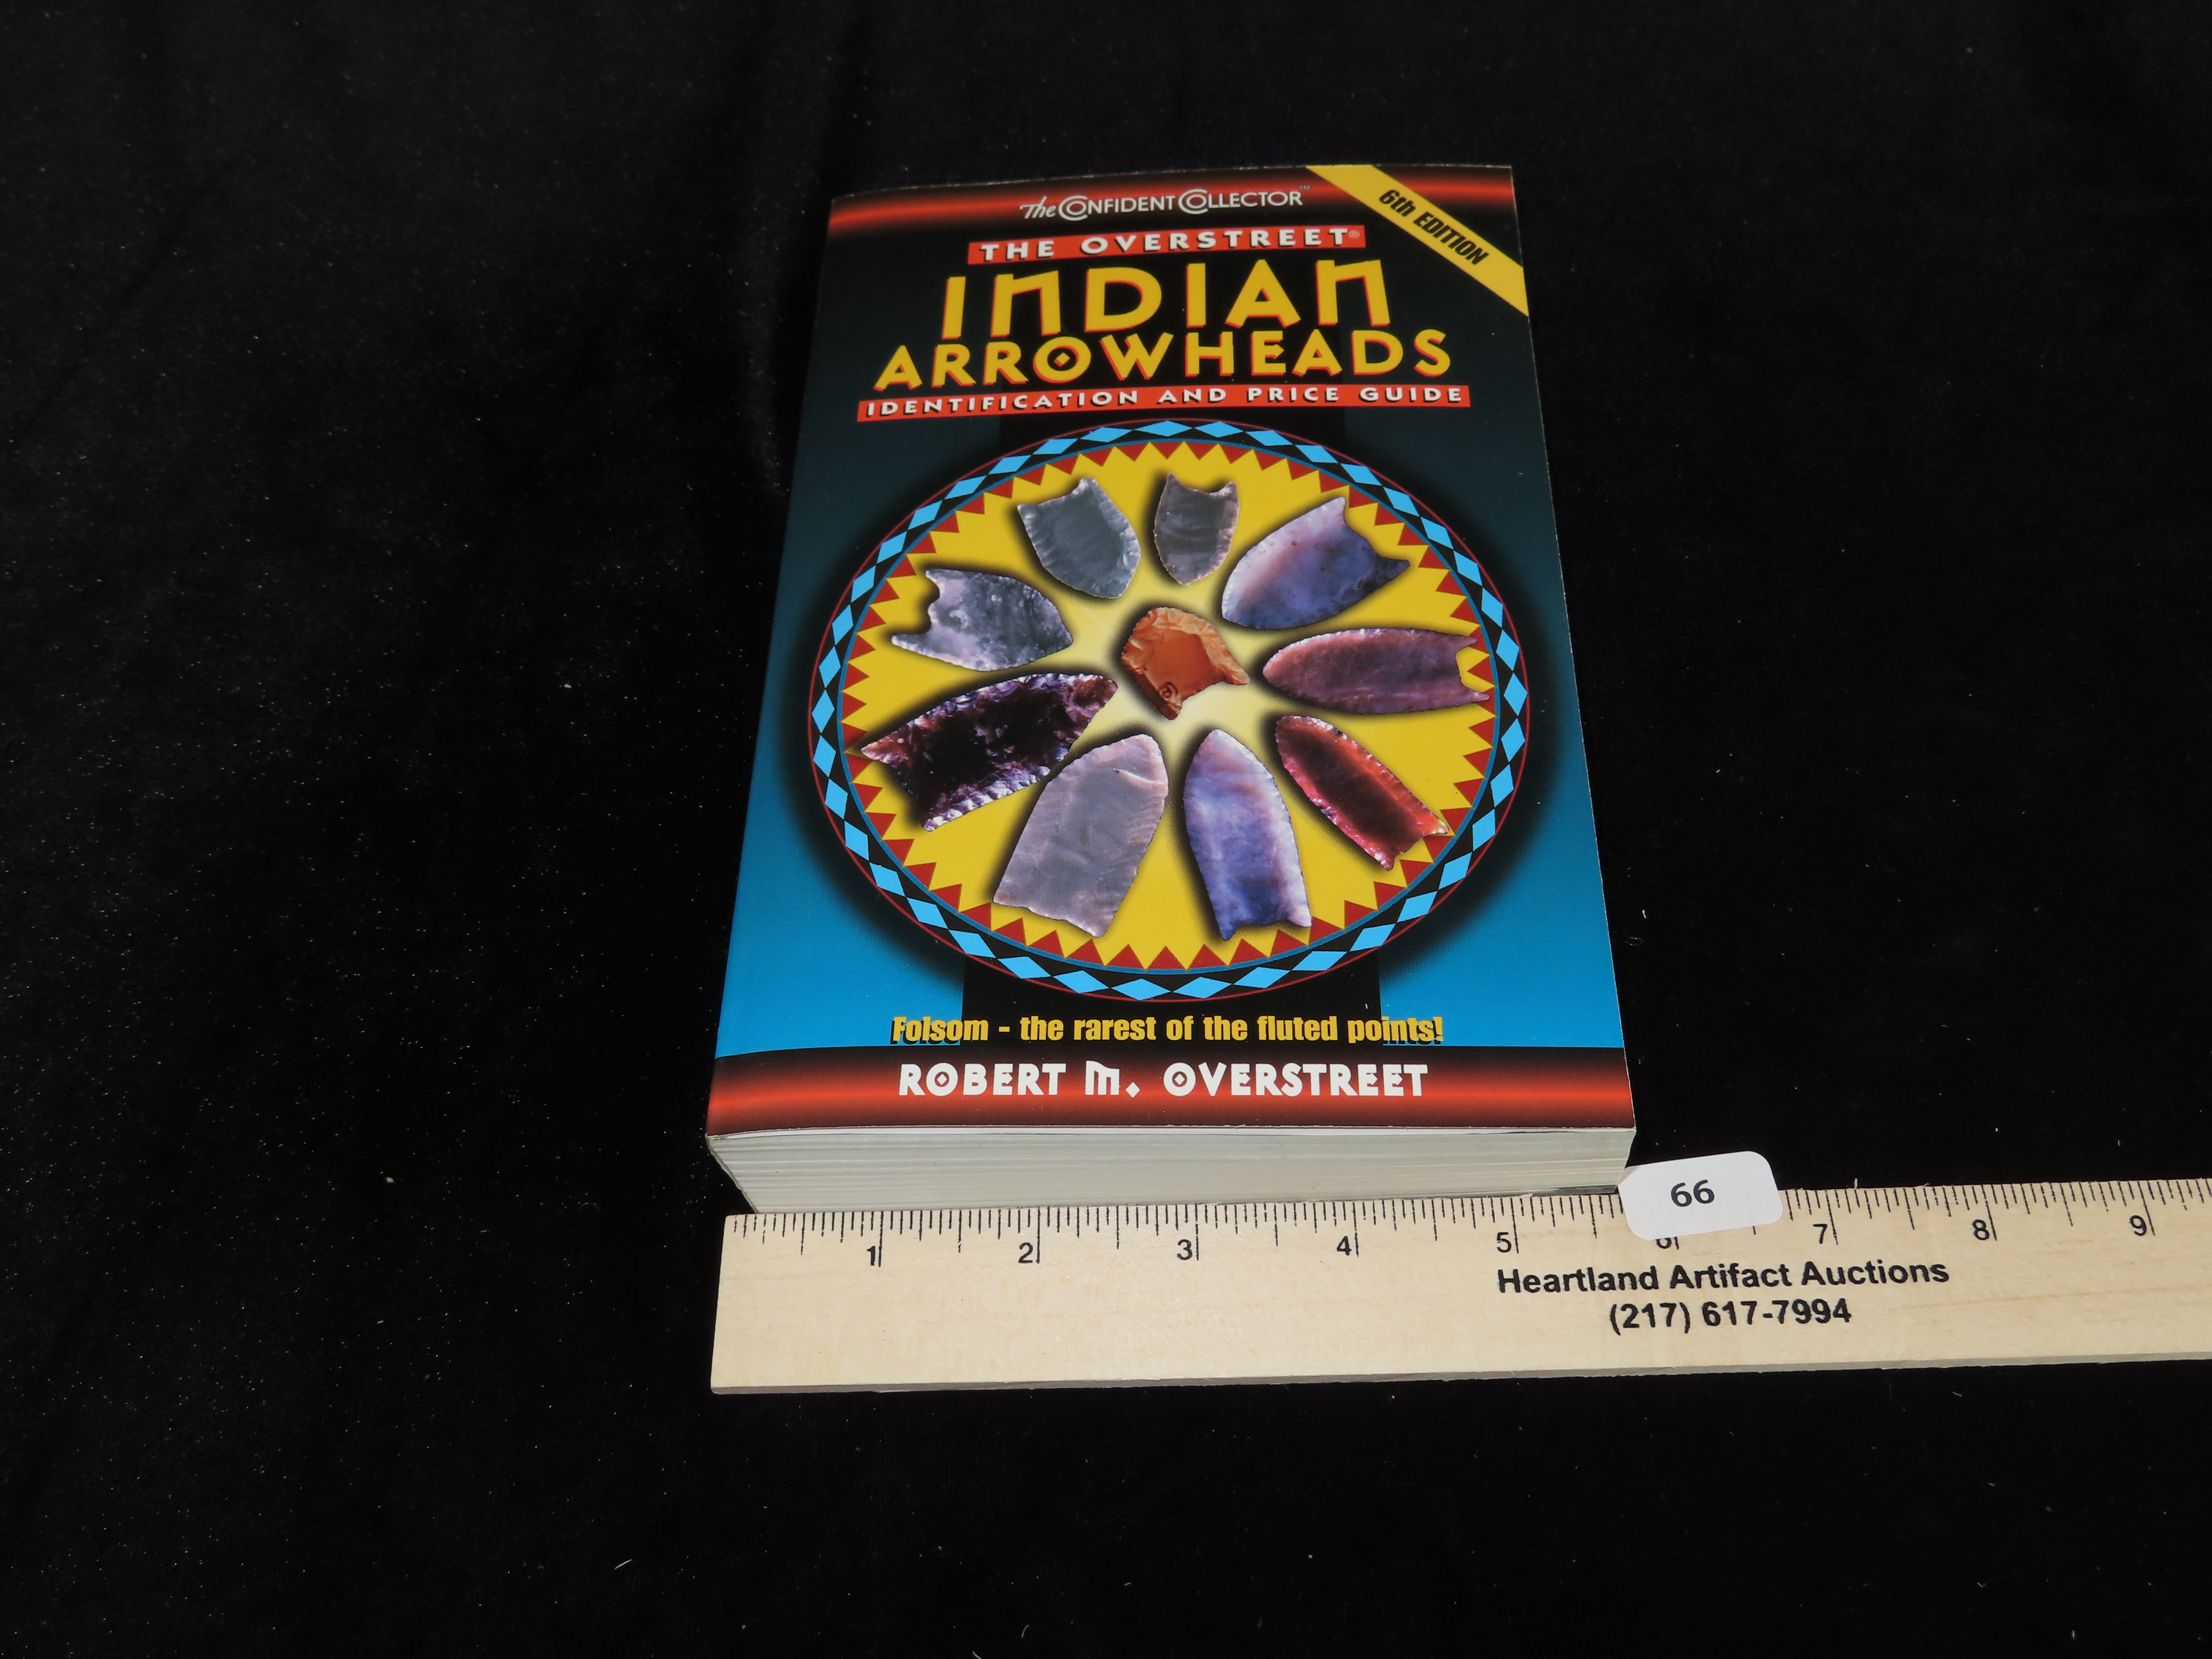 The CONFIDENT COLLECTOR™
6th EDITION
THE OVERSTREET®
INDIAN
ARROWHEADS
IDENTIFICATION AND PRICE GUIDE
Folsom - the rarest of the fluted points!
ROBERT M. OVERSTREET
66
1 2 3 4 5 6 7 8 9
Heartland Artifact Auctions
(217) 617-7994